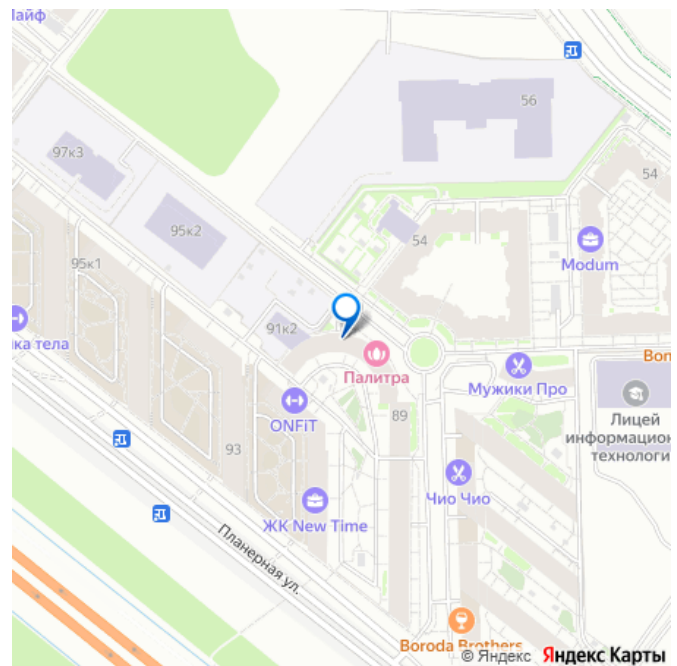 Лайф
56
97к3
54
95к2
54
Modum
95к1
91к2
ка тела
Палитра
Мужики Про
Bon
ONFiT
89
Лицей
информацион
технологи
93
Чио Чио
ЖК New Time
Планерная ул.
Boroda Brothers
© Яндекс Яндекс Карты